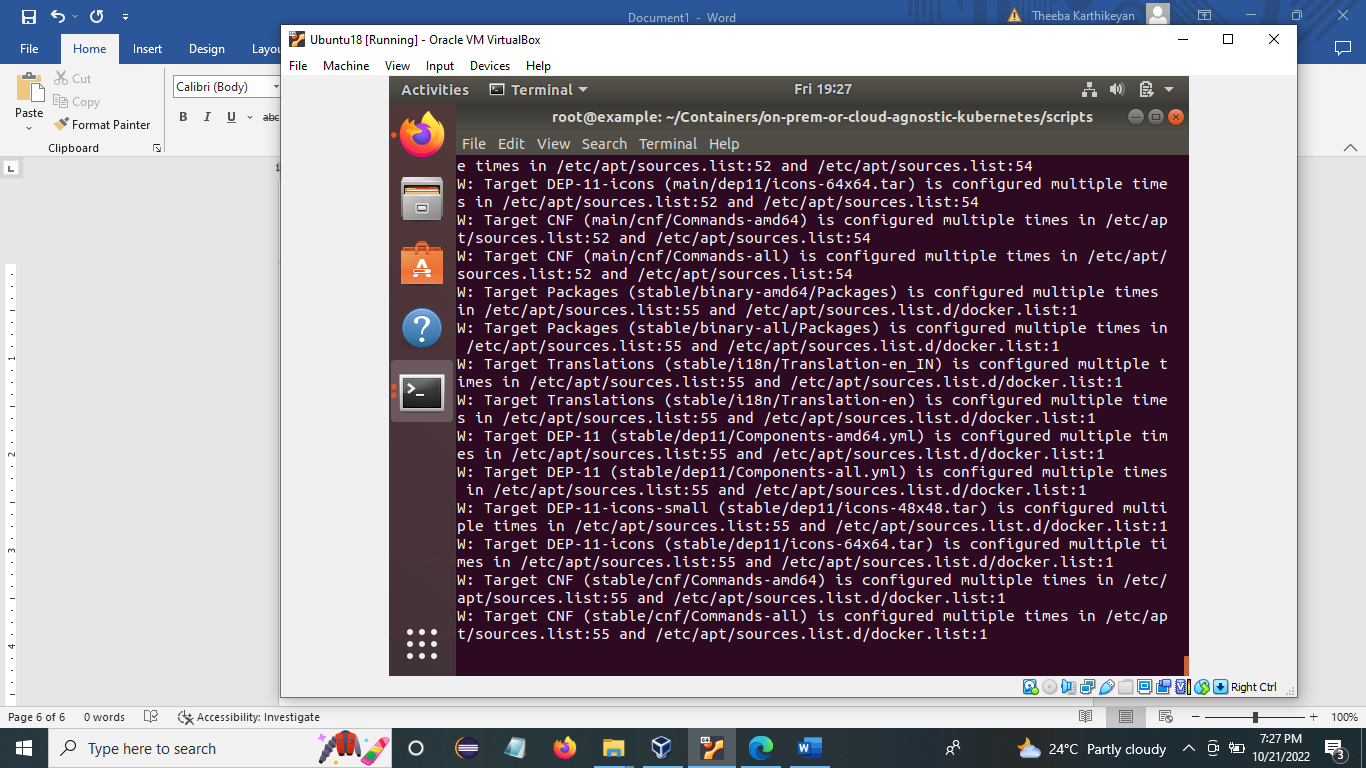 Document1 - Word
Theeba Karthikeyan
File
Home
Insert
Design
Layou
Cut
Copy
Format Painter
Paste
Clipboard
Calibri (Body)
B I U abc
Ubuntu18 [Running] - Oracle VM VirtualBox
File Machine View Input Devices Help
Activities
Terminal
Fri 19:27
root@example: ~/Containers/on-prem-or-cloud-agnostic-kubernetes/scripts
File Edit View Search Terminal Help
e times in /etc/apt/sources.list:52 and /etc/apt/sources.list:54
W: Target DEP-11-icons (main/dep11/icons-64x64.tar) is configured multiple time
s in /etc/apt/sources.list:52 and /etc/apt/sources.list:54
W: Target CNF (main/cnf/Commands-amd64) is configured multiple times in /etc/ap
t/sources.list:52 and /etc/apt/sources.list:54
W: Target CNF (main/cnf/Commands-all) is configured multiple times in /etc/apt/
sources.list:52 and /etc/apt/sources.list:54
W: Target Packages (stable/binary-amd64/Packages) is configured multiple times
in /etc/apt/sources.list:55 and /etc/apt/sources.list.d/docker.list:1
W: Target Packages (stable/binary-all/Packages) is configured multiple times in
/etc/apt/sources.list:55 and /etc/apt/sources.list.d/docker.list:1
W: Target Translations (stable/i18n/Translation-en_IN) is configured multiple t
imes in /etc/apt/sources.list:55 and /etc/apt/sources.list.d/docker.list:1
W: Target Translations (stable/i18n/Translation-en) is configured multiple time
s in /etc/apt/sources.list:55 and /etc/apt/sources.list.d/docker.list:1
W: Target DEP-11 (stable/dep11/Components-amd64.yml) is configured multiple tim
es in /etc/apt/sources.list:55 and /etc/apt/sources.list.d/docker.list:1
W: Target DEP-11 (stable/dep11/Components-all.yml) is configured multiple times
in /etc/apt/sources.list:55 and /etc/apt/sources.list.d/docker.list:1
W: Target DEP-11-icons-small (stable/dep11/icons-48x48.tar) is configured multi
ple times in /etc/apt/sources.list:55 and /etc/apt/sources.list.d/docker.list:1
W: Target DEP-11-icons (stable/dep11/icons-64x64.tar) is configured multiple ti
mes in /etc/apt/sources.list:55 and /etc/apt/sources.list.d/docker.list:1
W: Target CNF (stable/cnf/Commands-amd64) is configured multiple times in /etc/
apt/sources.list:55 and /etc/apt/sources.list.d/docker.list:1
W: Target CNF (stable/cnf/Commands-all) is configured multiple times in /etc/ap
t/sources.list:55 and /etc/apt/sources.list.d/docker.list:1
Right Ctrl
1
2
3
4
Page 6 of 6
0 words
Accessibility: Investigate
100%
Type here to search
24°C Partly cloudy
7:27 PM
10/21/2022
3